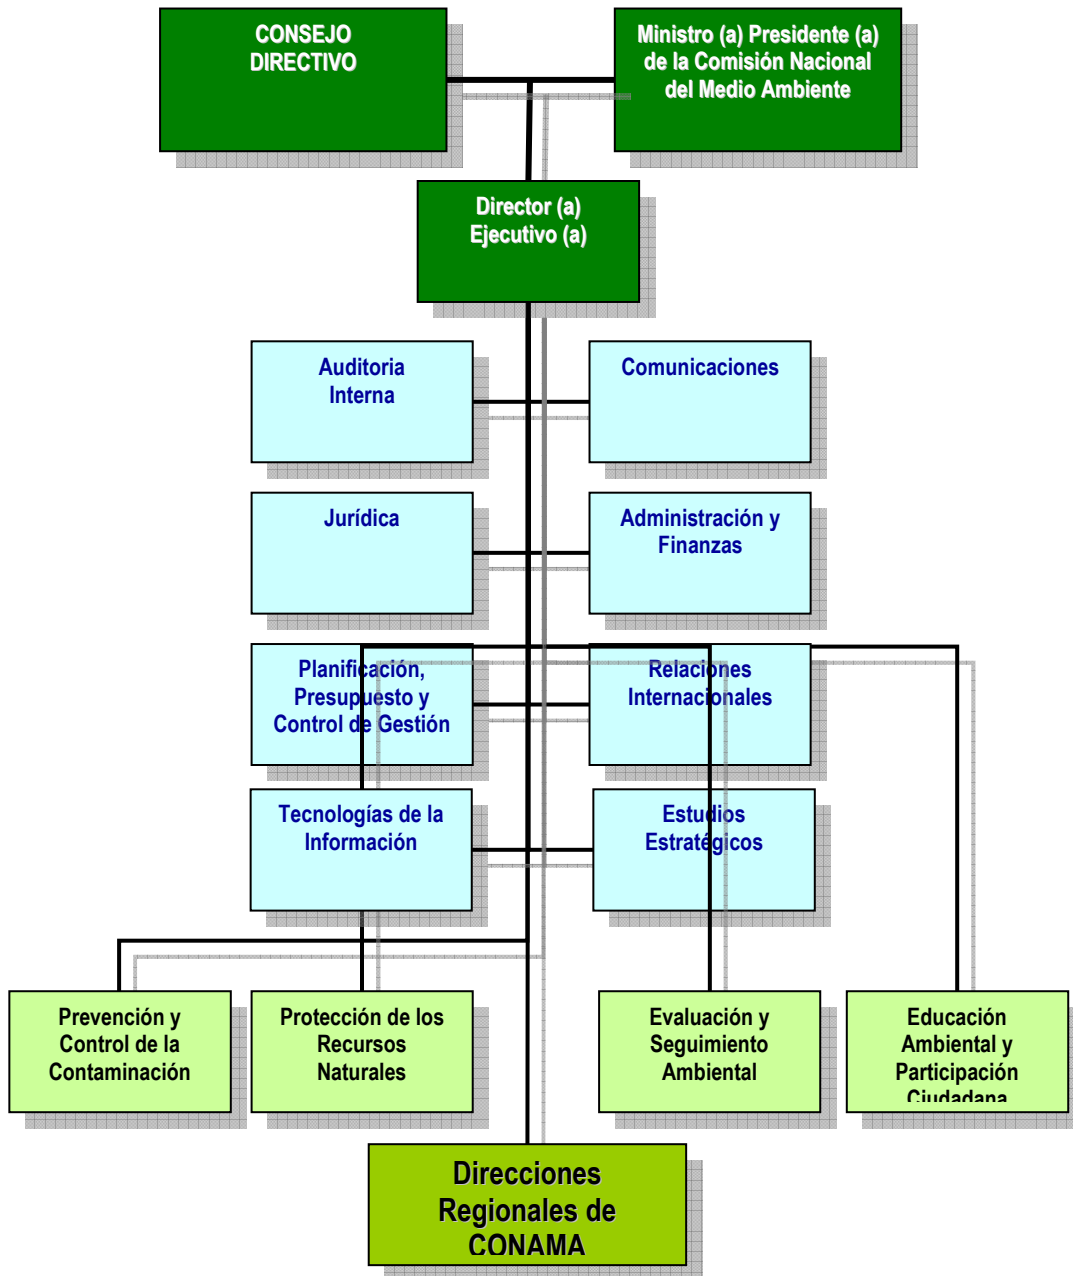 CONSEJO
DIRECTIVO
Ministro (a) Presidente (a)
de la Comisión Nacional
del Medio Ambiente
Director (a)
Ejecutivo (a)
Auditoria
Interna
Comunicaciones
Jurídica
Administración y
Finanzas
Planificación,
Presupuesto y
Control de Gestión
Relaciones
Internacionales
Tecnologías de la
Información
Estudios
Estratégicos
Prevención y
Control de la
Contaminación
Protección de los
Recursos
Naturales
Evaluación y
Seguimiento
Ambiental
Educación
Ambiental y
Participación
Ciudadana
Direcciones
Regionales de
CONAMA